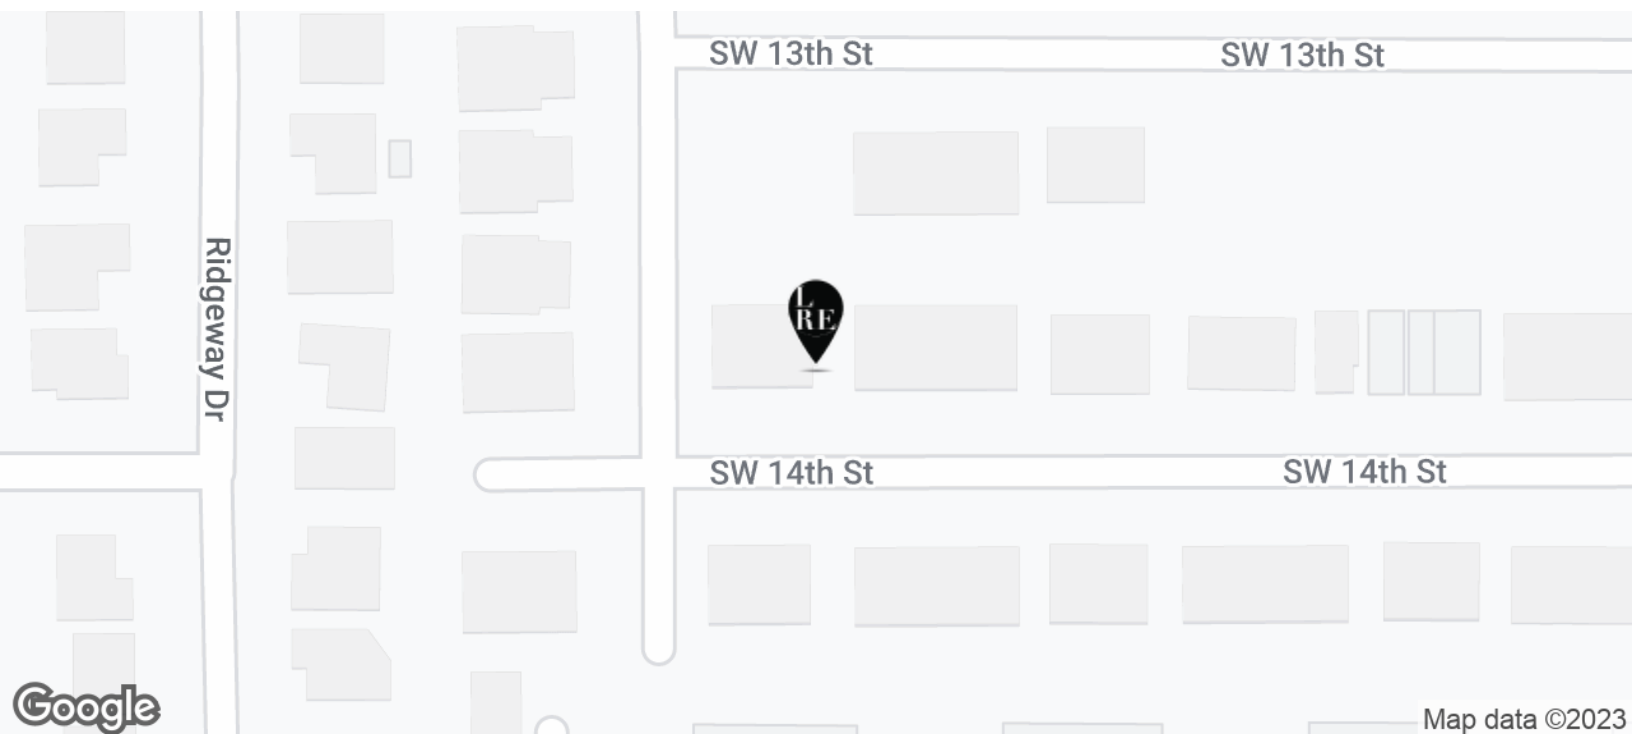 SW 13th St
SW 13th St
Ridgeway Dr
L
RE
SW 14th St
SW 14th St
Google
Map data ©2023